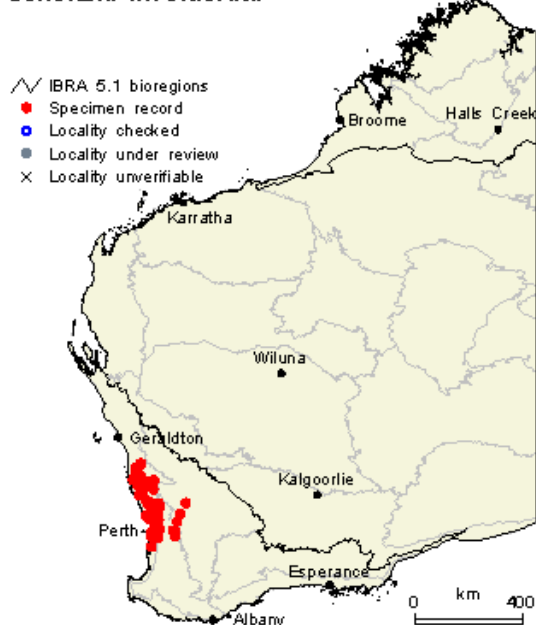 IBRA 5.1 bioregions
Specimen record
Locality checked
Locality under review
Locality unverifiable
Broome
Halls Creek
Karratha
Wiluna
Geraldton
Kalgoorlie
Perth
Esperance
Albany
km
0 400